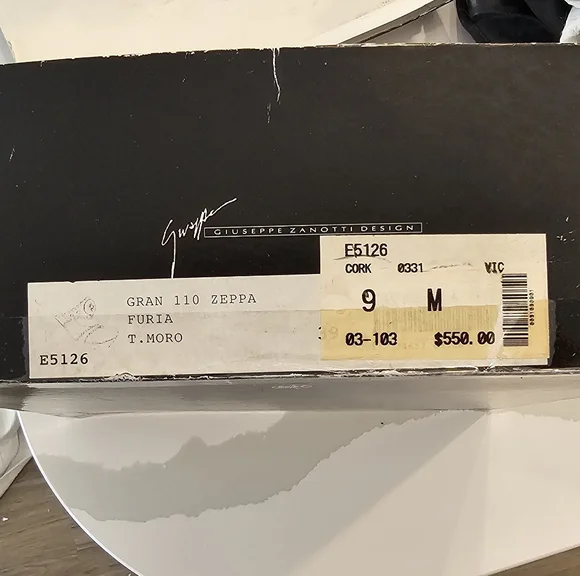 Giuseppe
GIUSEPPE ZANOTTI DESIGN
GRAN 110 ZEPPA
FURIA
T.MORO
39
E5126
E5126
CORK 0331 VIC
9 M
03-103 $550.00